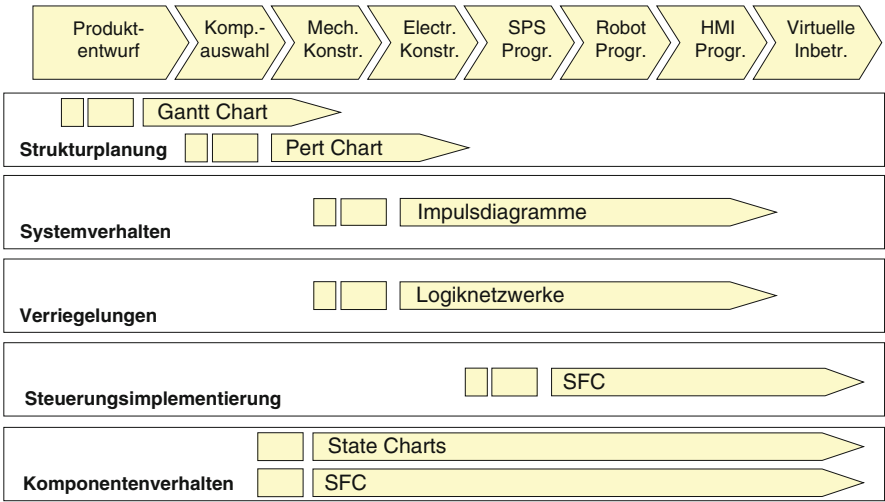 Produkt-
entwurf
Komp.-
auswahl
Mech.
Konstr.
Electr.
Konstr.
SPS
Progr.
Robot
Progr.
HMI
Progr.
Virtuelle
Inbetr.
Gantt Chart
Strukturplanung
Pert Chart
Impulsdiagramme
Systemverhalten
Logiknetzwerke
Verriegelungen
SFC
Steuerungsimplementierung
State Charts
Komponentenverhalten
SFC